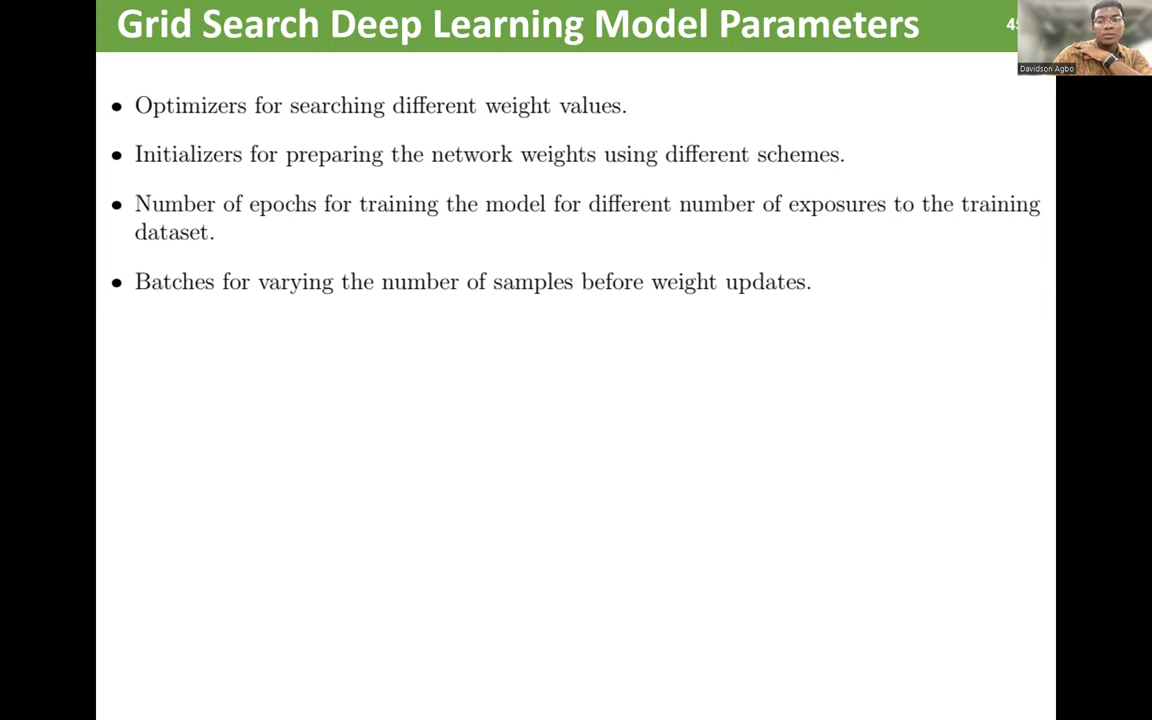 Grid Search Deep Learning Model Parameters
Davidson Agbo
• Optimizers for searching different weight values.
• Initializers for preparing the network weights using different schemes.
• Number of epochs for training the model for different number of exposures to the training
dataset.
• Batches for varying the number of samples before weight updates.